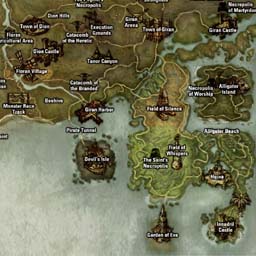 Dion Hills
Necropolis
of Martyrdom
Town of Dion
Giran
Arena
Town of Giran
Giran Castle
Floran
Agricultural Area
Catacomb
of the Heretic
Execution
Grounds
Dion Castle
Tanor Canyon
Floran Village
Catacomb of
the Branded
Necropolis
of Worship
Alligator
Island
Beehive
Monster Race
Track
Giran Harbor
Field of Silence
Pirate Tunnel
Alligator Beach
Devil's Isle
Field of
Whispers
The Saint's
Necropolis
Heine
Garden of Eva
Innadril
Castle